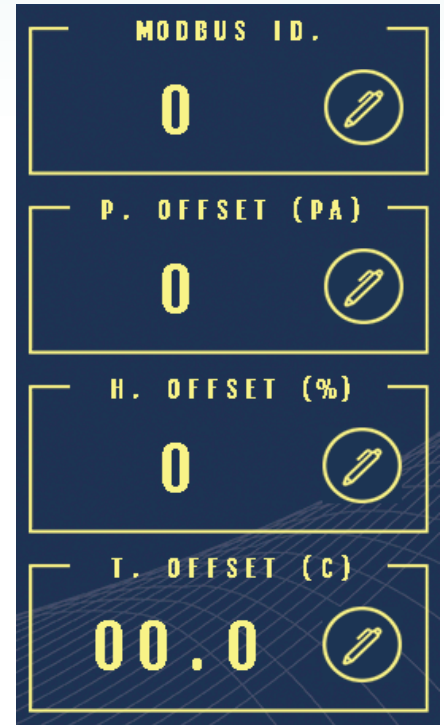 MODBUS ID.
0
P. OFFSET (PA)
0
H. OFFSET (%)
0
T. OFFSET (C)
00.0